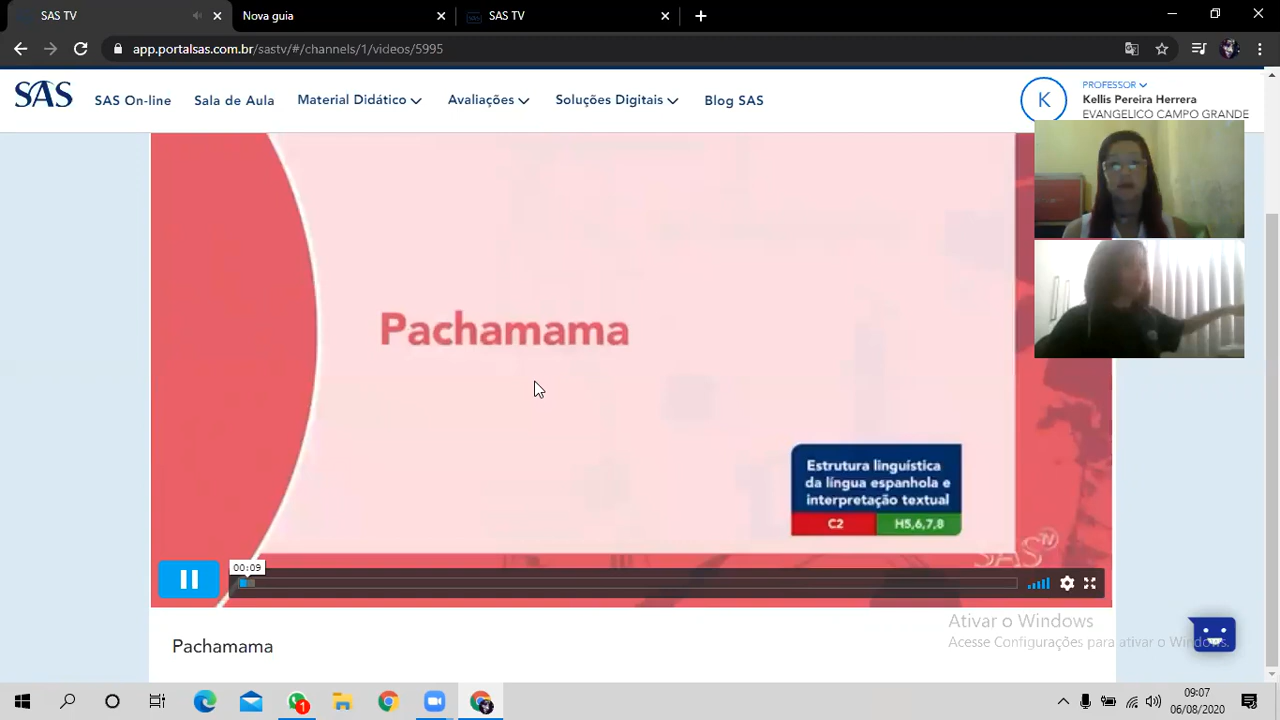 SAS TV
Nova guia
SAS TV
app.portalsas.com.br/sastv/#/channels/1/videos/5995
SAS
SAS On-line
Sala de Aula
Material Didático
Avaliações
Soluções Digitais
Blog SAS
K
PROFESSOR
Kellis Pereira Herrera
EVANGELICO CAMPO GRANDE
Pachamama
Estrutura linguística
da língua espanhola e
interpretação textual
C2
H5,6,7,8
SAS TV
00:09
Pachamama
Ativar o Windows
Acesse Configurações para ativar o Windows.
1
09:07
06/08/2020